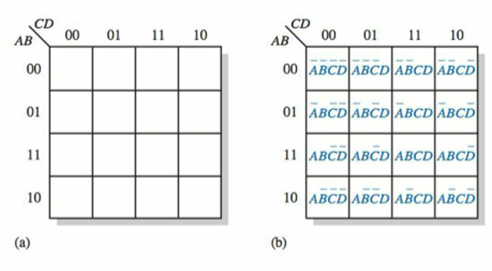 CD CD
AB 00 01 11 10 AB 00 01 11 10
00 00 A̅B̅C̅D̅ A̅B̅C̅D A̅B̅CD A̅B̅CD̅
01 01 A̅BC̅D̅ A̅BC̅D A̅BCD A̅BCD̅
11 11 ABC̅D̅ ABC̅D ABCD ABCD̅
10 10 AB̅C̅D̅ AB̅C̅D AB̅CD AB̅CD̅
(a) (b)